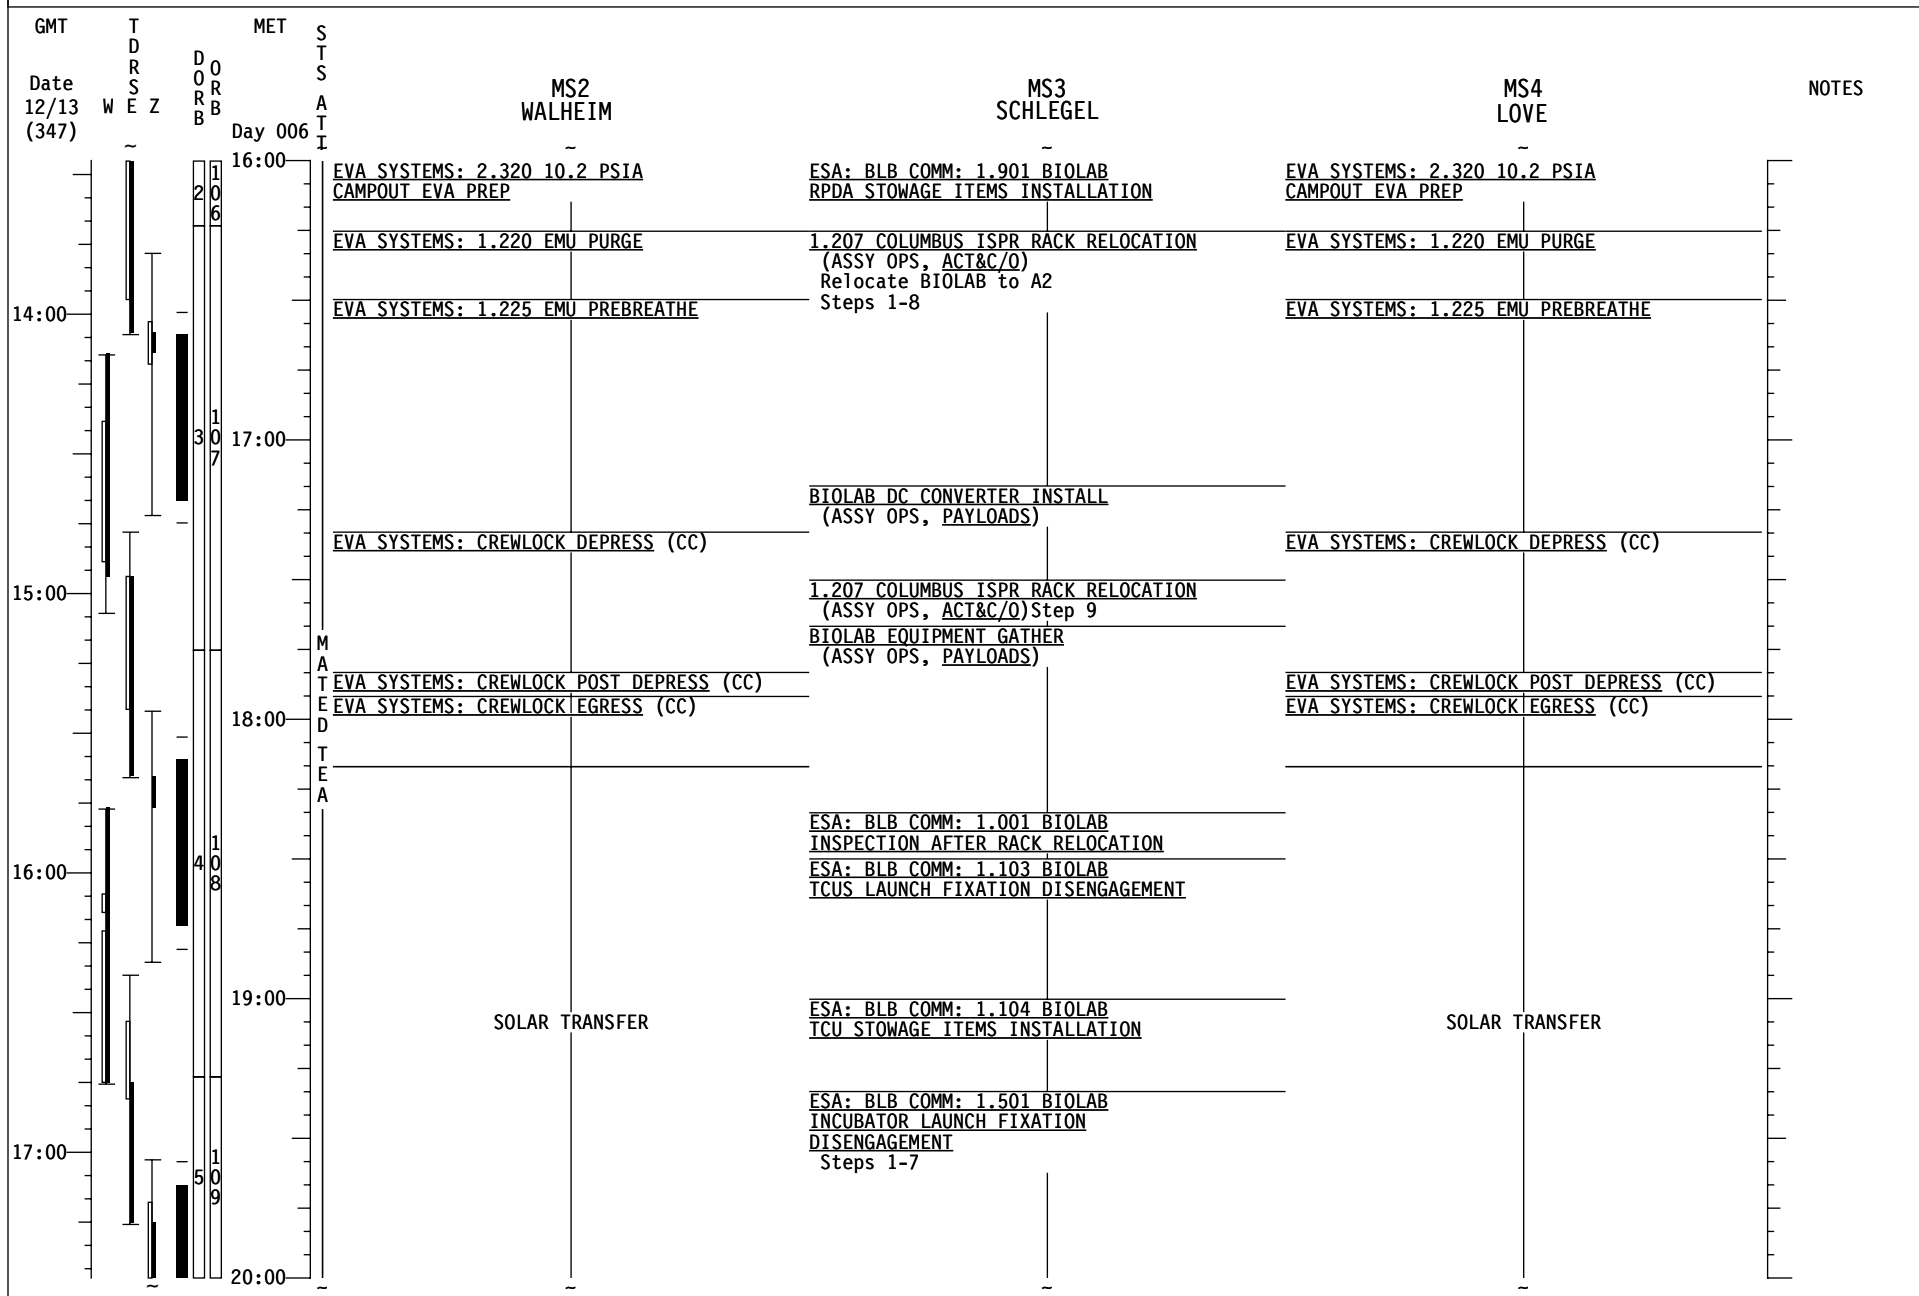 GMT
Date
12/13
(347)
TDRS
W E Z
DORB
ORB
MET
Day 006
STS ATT
MS2
WALHEIM
MS3
SCHLEGEL
MS4
LOVE
NOTES
~
~
~
~
16:00
EVA SYSTEMS: 2.320 10.2 PSIA
CAMPOUT EVA PREP
ESA: BLB COMM: 1.901 BIOLAB
RPDA STOWAGE ITEMS INSTALLATION
EVA SYSTEMS: 2.320 10.2 PSIA
CAMPOUT EVA PREP
2
106
EVA SYSTEMS: 1.220 EMU PURGE
1.207 COLUMBUS ISPR RACK RELOCATION
(ASSY OPS, ACT&C/O)
Relocate BIOLAB to A2
Steps 1-8
EVA SYSTEMS: 1.220 EMU PURGE
14:00
EVA SYSTEMS: 1.225 EMU PREBREATHE
EVA SYSTEMS: 1.225 EMU PREBREATHE
3
107
17:00
BIOLAB DC CONVERTER INSTALL
(ASSY OPS, PAYLOADS)
EVA SYSTEMS: CREWLOCK DEPRESS (CC)
EVA SYSTEMS: CREWLOCK DEPRESS (CC)
15:00
1.207 COLUMBUS ISPR RACK RELOCATION
(ASSY OPS, ACT&C/O)Step 9
BIOLAB EQUIPMENT GATHER
(ASSY OPS, PAYLOADS)
MATED TEA
EVA SYSTEMS: CREWLOCK POST DEPRESS (CC)
EVA SYSTEMS: CREWLOCK POST DEPRESS (CC)
EVA SYSTEMS: CREWLOCK EGRESS (CC)
EVA SYSTEMS: CREWLOCK EGRESS (CC)
18:00
ESA: BLB COMM: 1.001 BIOLAB
INSPECTION AFTER RACK RELOCATION
4
108
16:00
ESA: BLB COMM: 1.103 BIOLAB
TCUS LAUNCH FIXATION DISENGAGEMENT
19:00
ESA: BLB COMM: 1.104 BIOLAB
TCU STOWAGE ITEMS INSTALLATION
SOLAR TRANSFER
SOLAR TRANSFER
ESA: BLB COMM: 1.501 BIOLAB
INCUBATOR LAUNCH FIXATION
DISENGAGEMENT
Steps 1-7
17:00
5
109
20:00
~
~
~
~
~